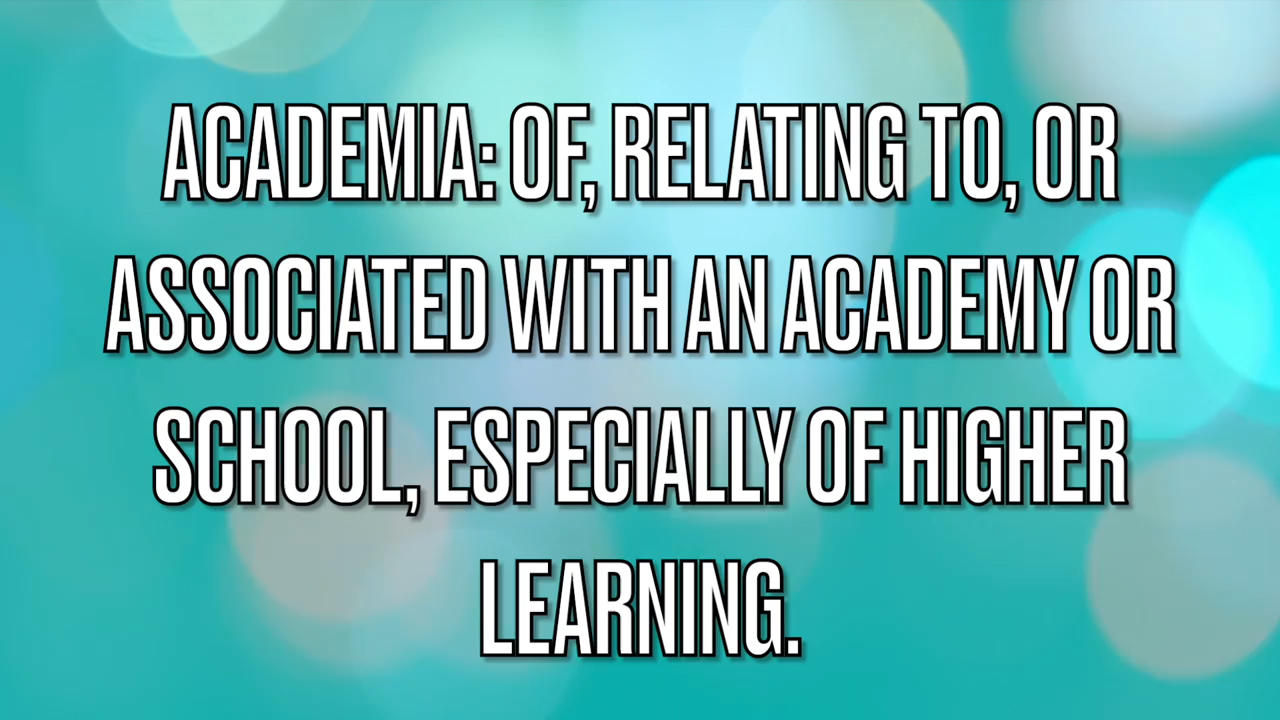 ACADEMIA: OF, RELATING TO, OR
ASSOCIATED WITH AN ACADEMY OR
SCHOOL, ESPECIALLY OF HIGHER
LEARNING.